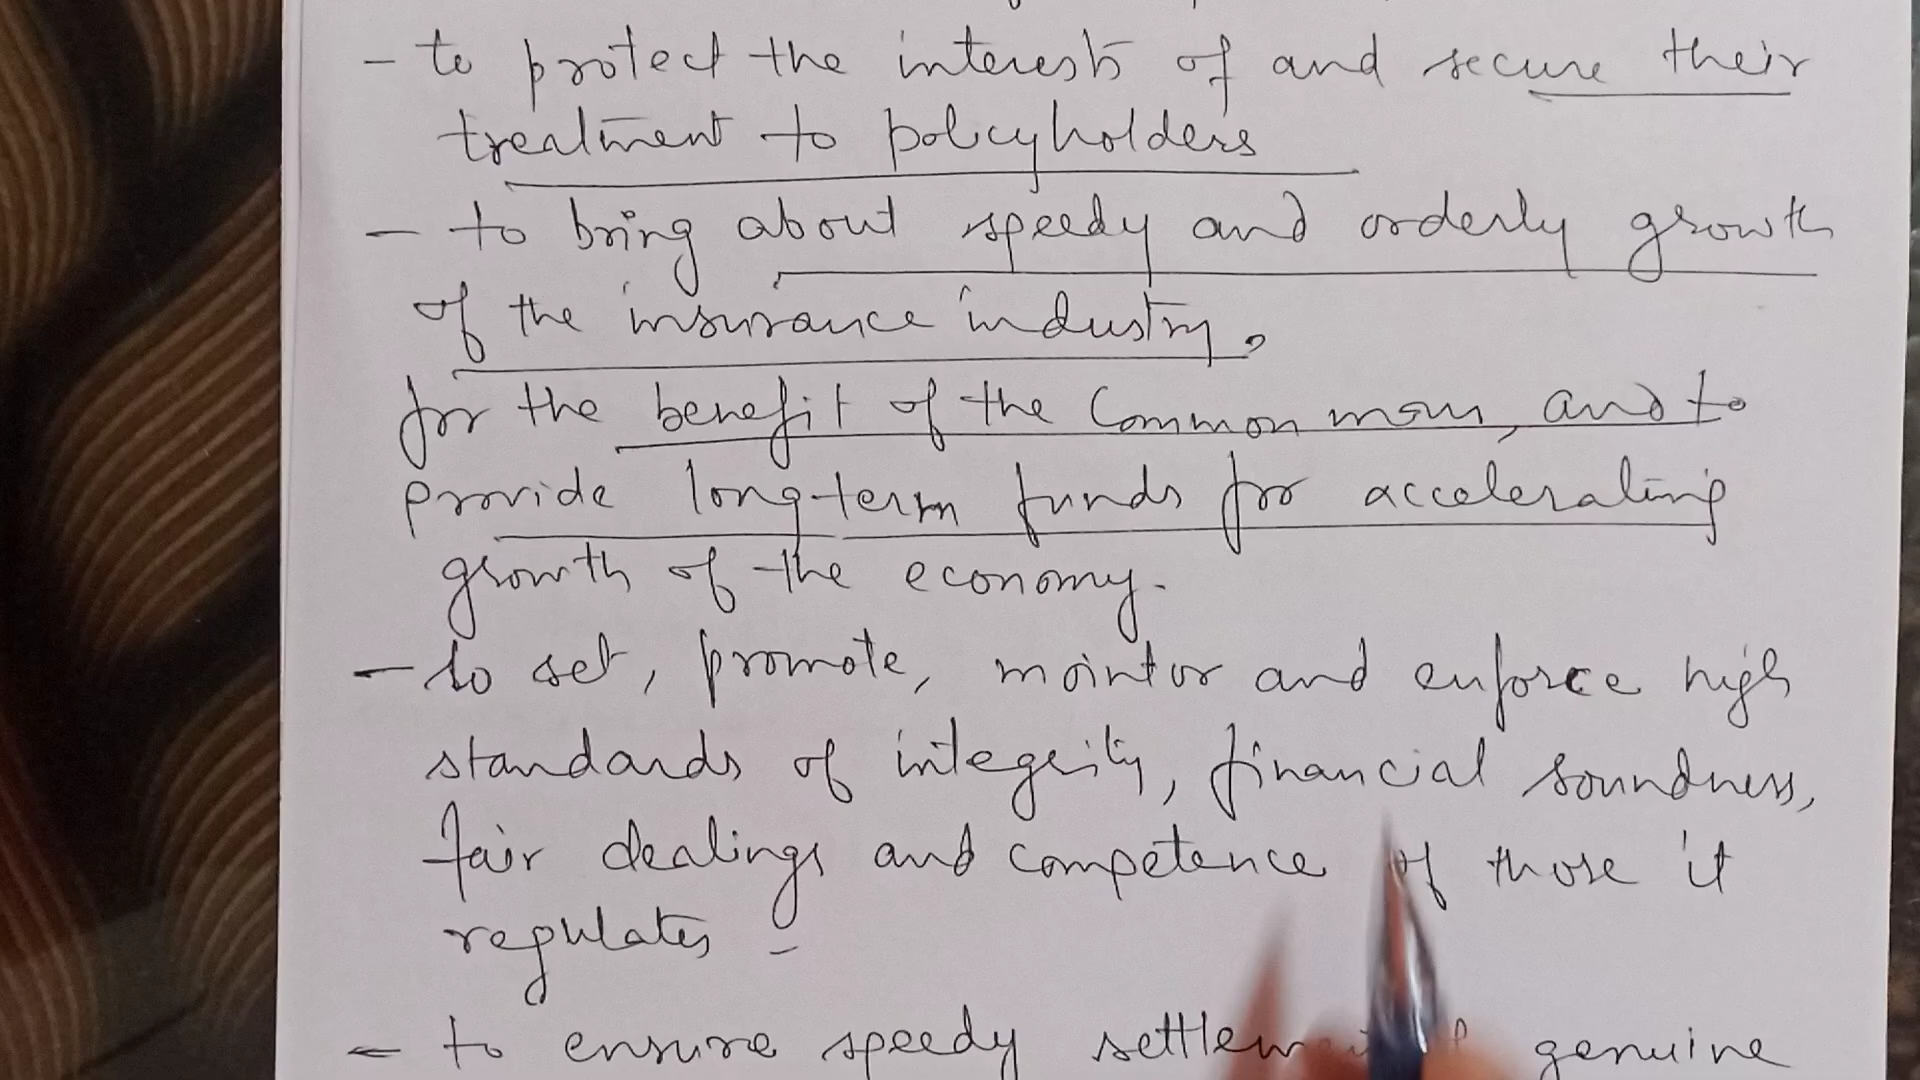 - to protect the interests of and secure their
treatment to policyholders
- to bring about speedy and orderly growth
of the insurance industry,
for the benefit of the common man, and to
provide long-term funds for accelerating
growth of the economy.
- to set, promote, monitor and enforce high
standards of integrity, financial soundness,
fair dealings and competence of those it
regulates -
- to ensure speedy settlement of genuine